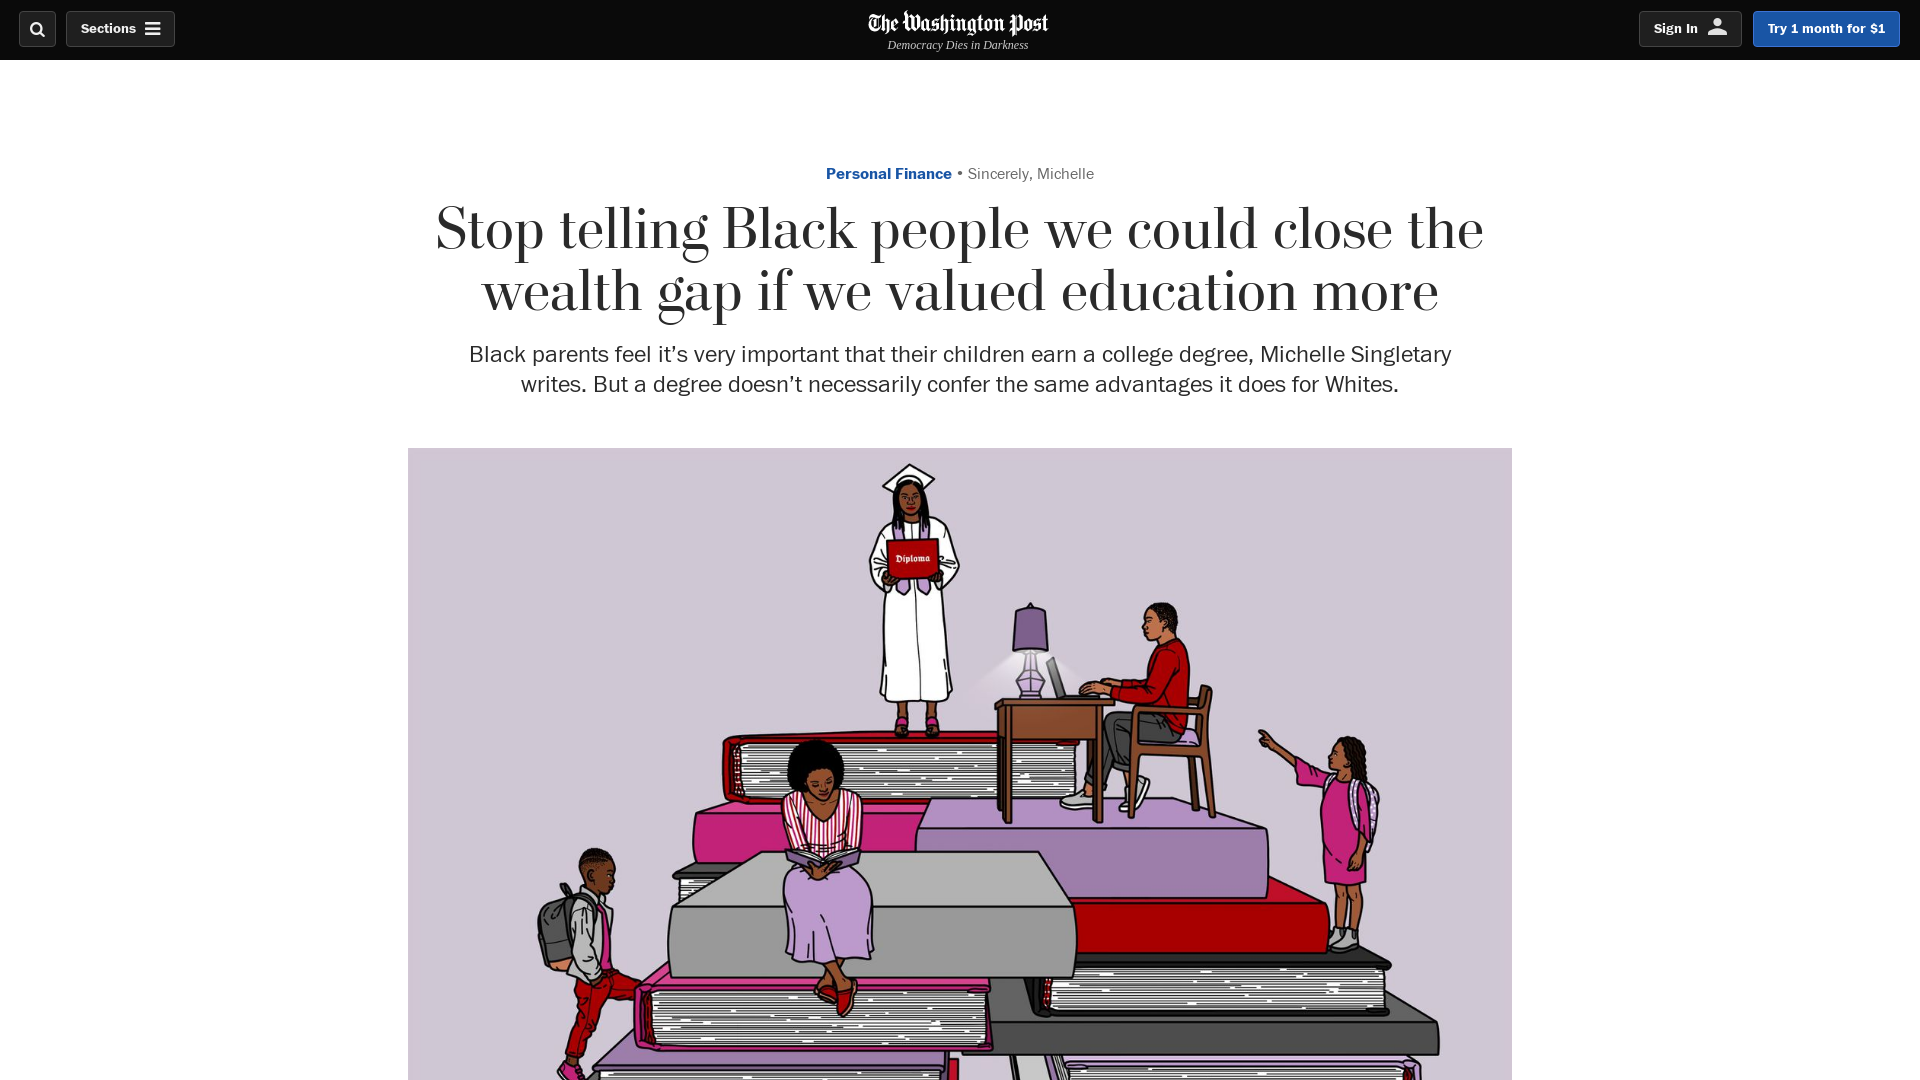 Sections
The Washington Post
Democracy Dies in Darkness
Sign In
Try 1 month for $1
Personal Finance • Sincerely, Michelle
Stop telling Black people we could close the
wealth gap if we valued education more
Black parents feel it’s very important that their children earn a college degree, Michelle Singletary
writes. But a degree doesn’t necessarily confer the same advantages it does for Whites.
Diploma